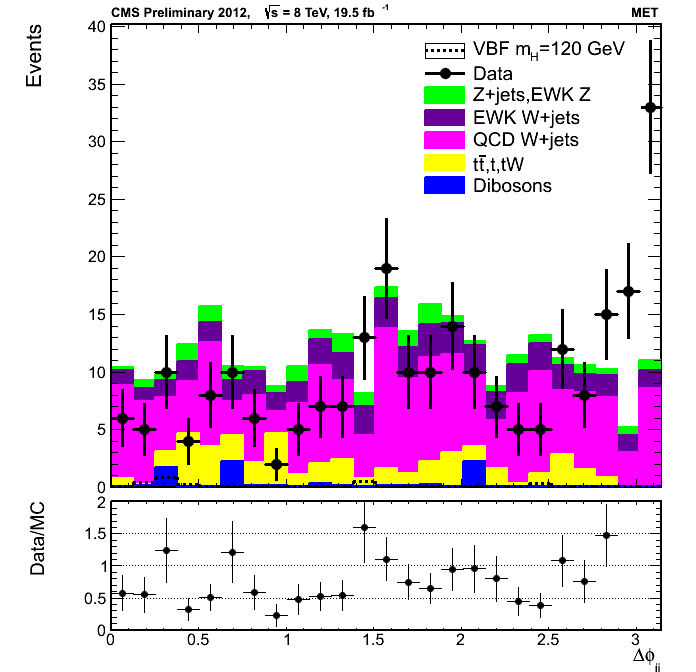 CMS Preliminary 2012, √s = 8 TeV, 19.5 fb⁻¹ MET
Events
40
35
30
25
20
15
10
5
0
VBF m_H=120 GeV
Data
Z+jets,EWK Z
EWK W+jets
QCD W+jets
tt̄,t,tW
Dibosons
Data/MC
2
1.5
1
0.5
0
0 0.5 1 1.5 2 2.5 3
Δϕ_jj